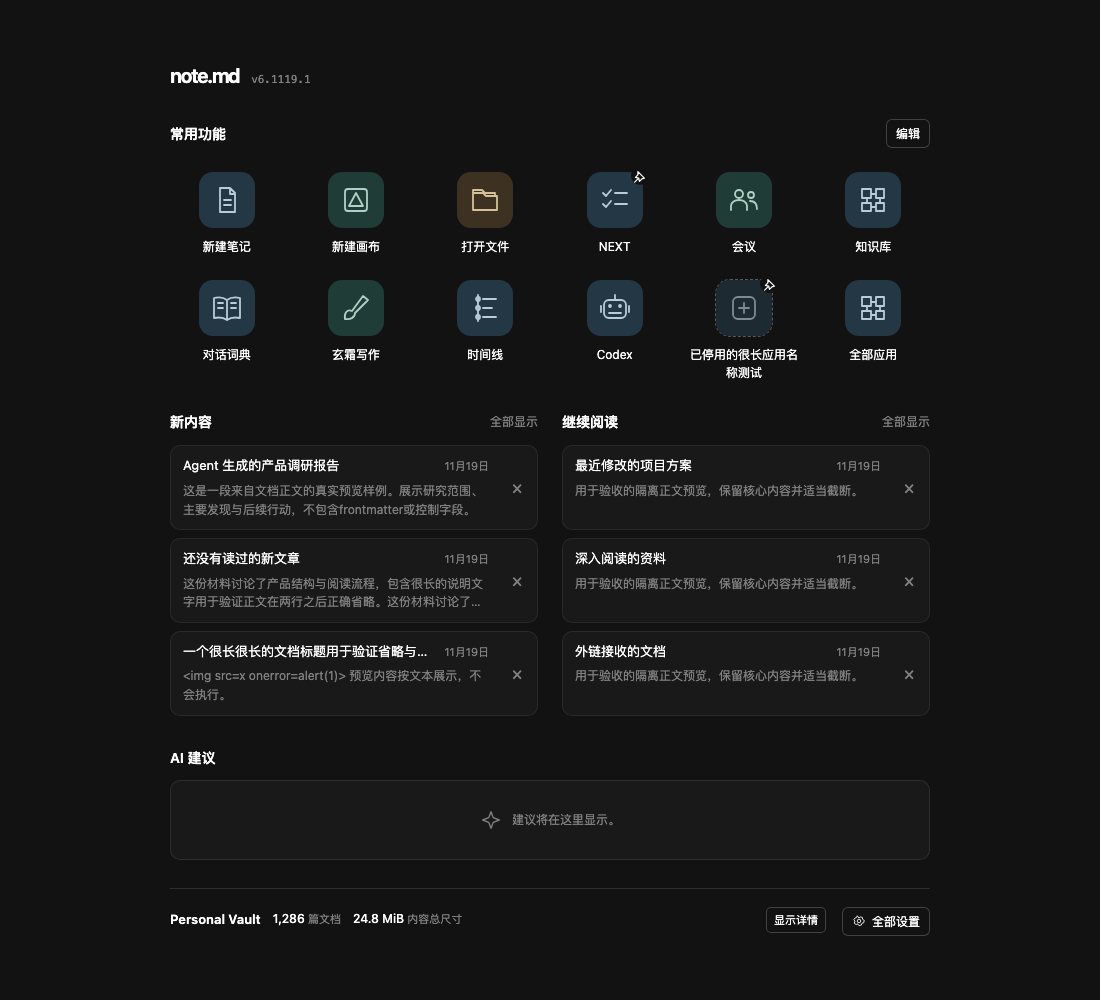 note.md v6.1119.1
常用功能
编辑
新建笔记
新建画布
打开文件
NEXT
会议
知识库
对话词典
玄霜写作
时间线
Codex
已停用的很长应用名
称测试
全部应用
新内容
全部显示
Agent 生成的产品调研报告
11月19日
这是一段来自文档正文的真实预览样例。展示研究范围、
主要发现与后续行动，不包含frontmatter或控制字段。
还没有读过的新文章
11月19日
这份材料讨论了产品结构与阅读流程，包含很长的说明文
字用于验证正文在两行之后正确省略。这份材料讨论了...
一个很长很长的文档标题用于验证省略与...
11月19日
<img src=x onerror=alert(1)> 预览内容按文本展示，不
会执行。
继续阅读
全部显示
最近修改的项目方案
11月19日
用于验收的隔离正文预览，保留核心内容并适当截断。
深入阅读的资料
11月19日
用于验收的隔离正文预览，保留核心内容并适当截断。
外链接收的文档
11月19日
用于验收的隔离正文预览，保留核心内容并适当截断。
AI 建议
建议将在这里显示。
Personal Vault 1,286 篇文档 24.8 MiB 内容总尺寸
显示详情
全部设置